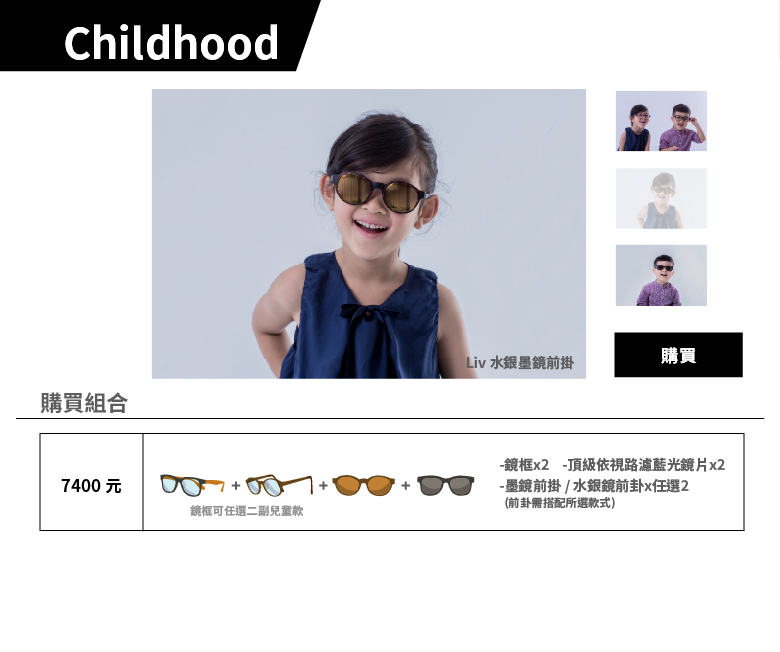 Childhood
Liv 水銀墨鏡前掛
購買
購買組合
7400 元
+ + +
鏡框可任選二副兒童款
-鏡框x2 -頂級依視路濾藍光鏡片x2
-墨鏡前掛 / 水銀鏡前卦x任選2
(前卦需搭配所選款式)